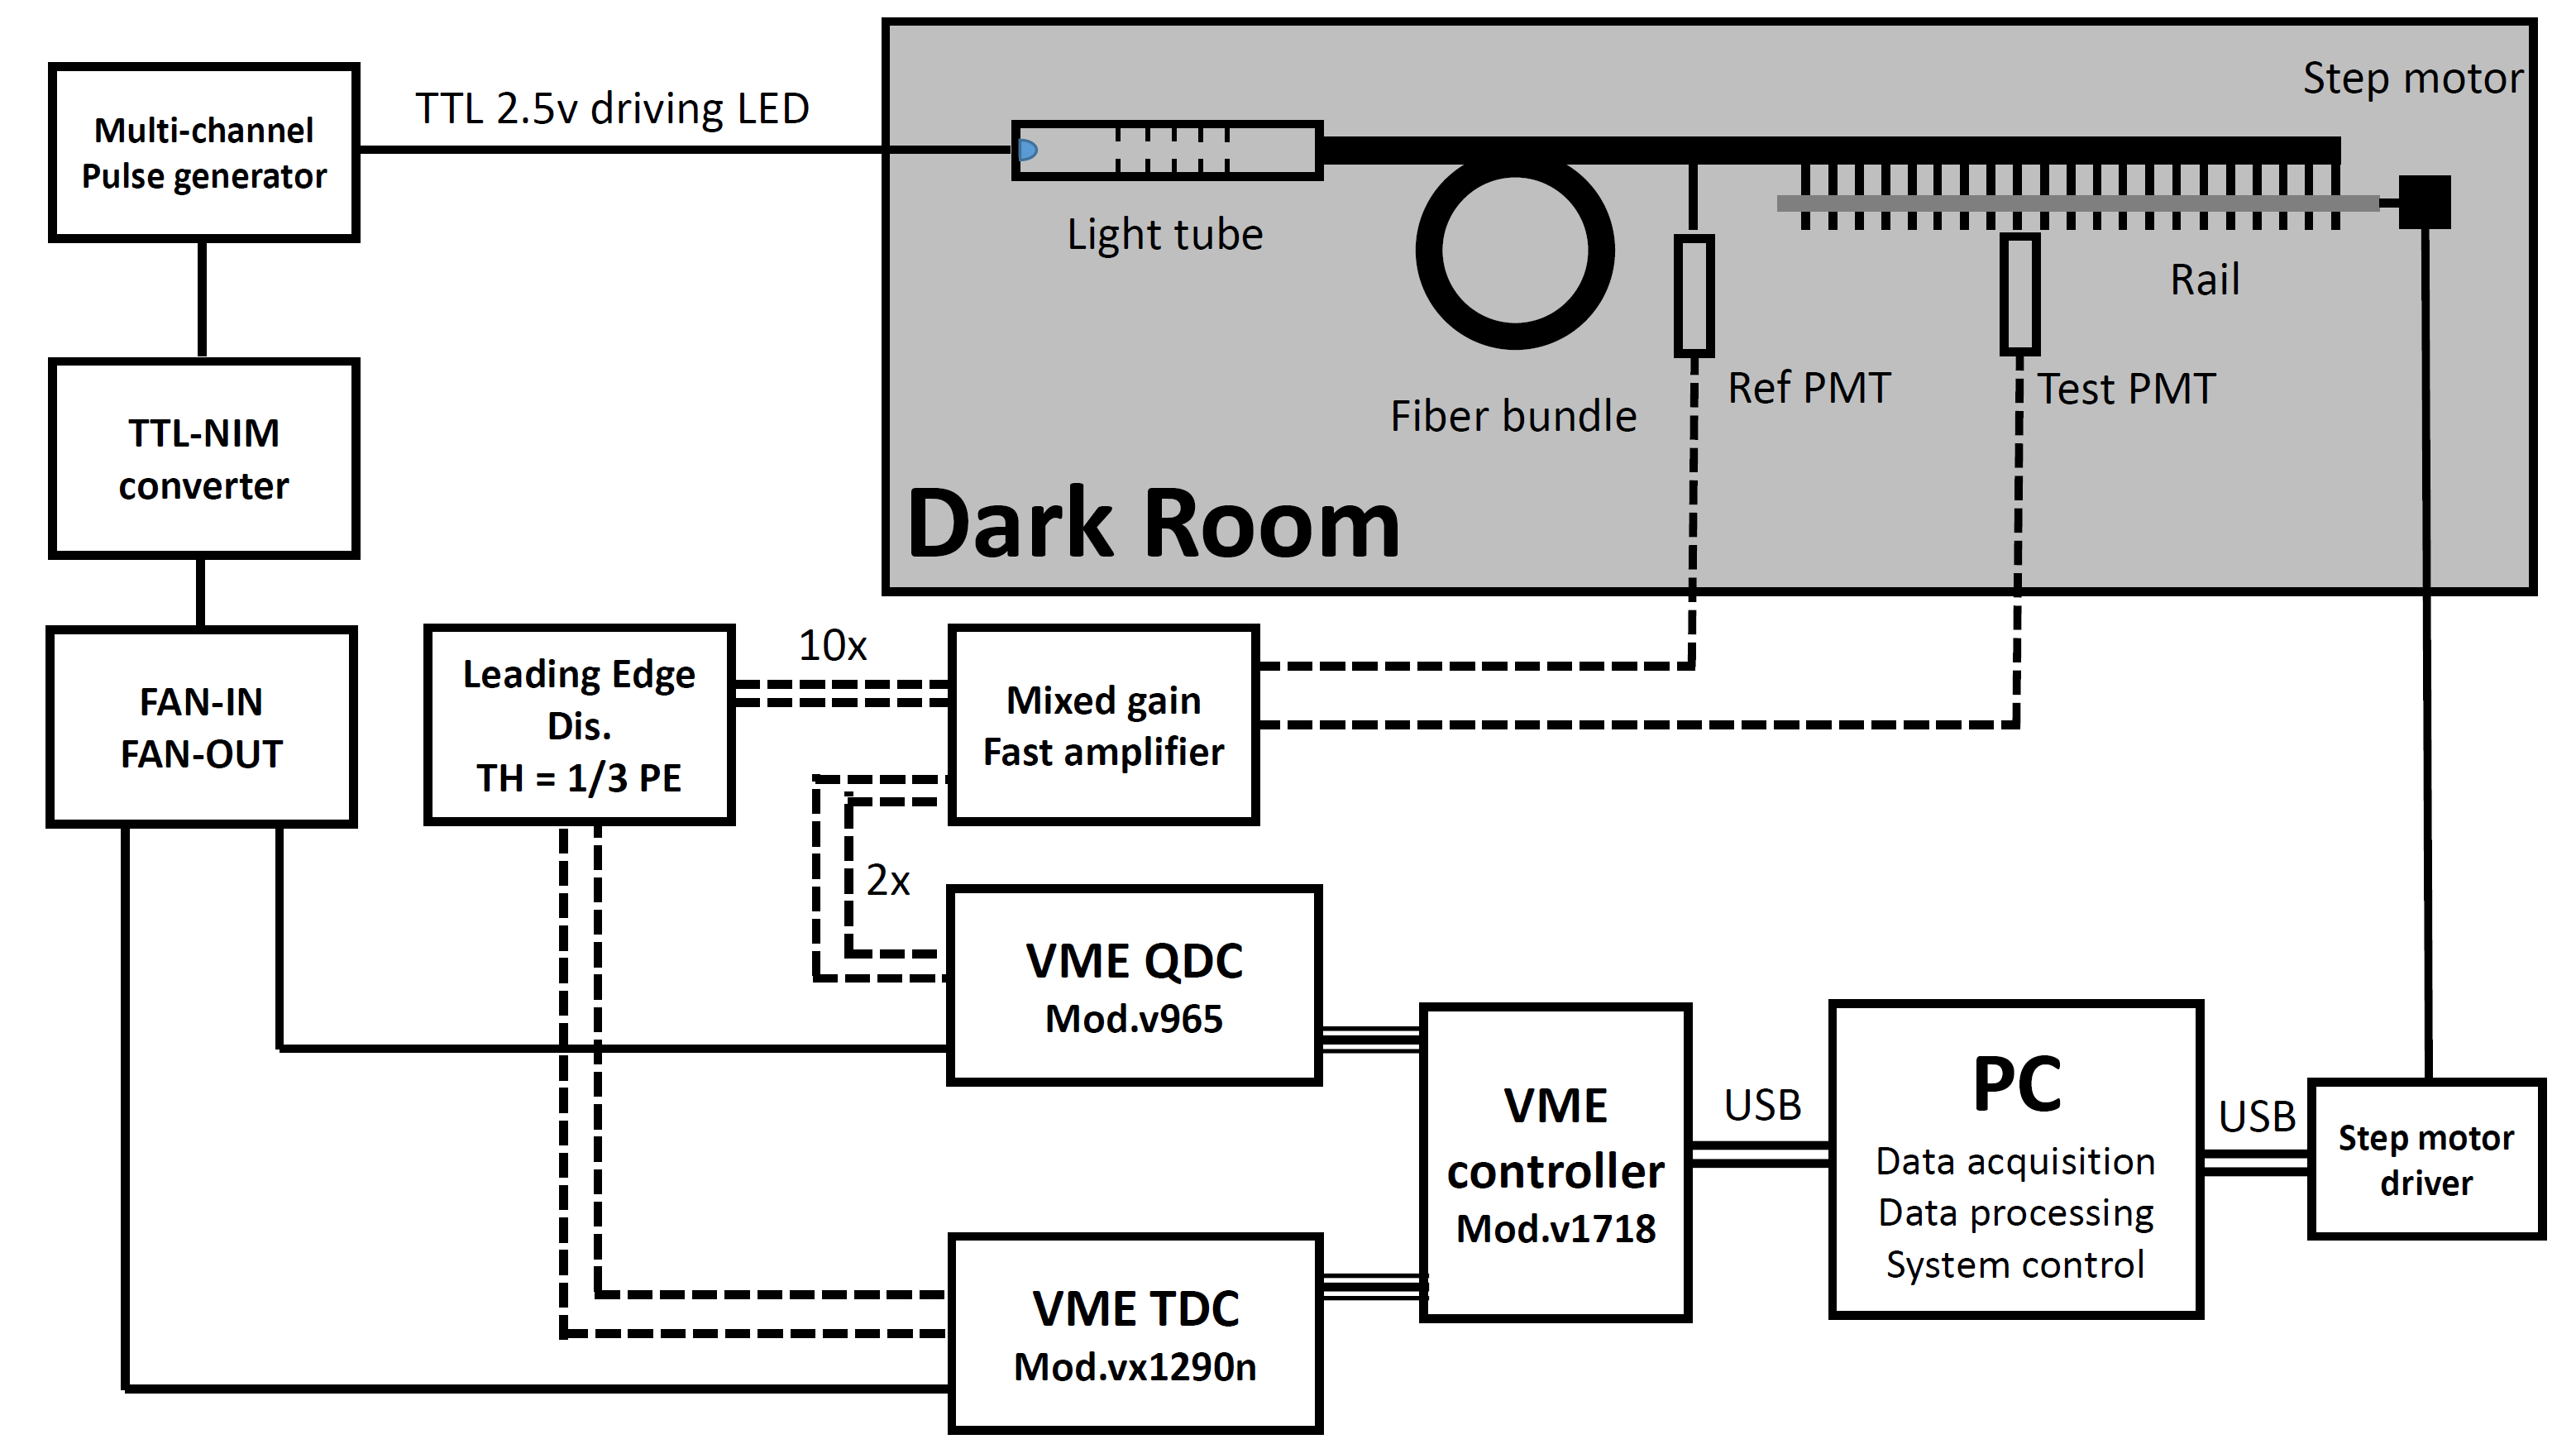 Multi-channel
Pulse generator
TTL 2.5v driving LED
Step motor
Light tube
Rail
Fiber bundle
Ref PMT
Test PMT
Dark Room
TTL-NIM
converter
FAN-IN
FAN-OUT
Leading Edge
Dis.
TH = 1/3 PE
10x
Mixed gain
Fast amplifier
2x
VME QDC
Mod.v965
VME TDC
Mod.vx1290n
VME
controller
Mod.v1718
USB
PC
Data acquisition
Data processing
System control
USB
Step motor
driver